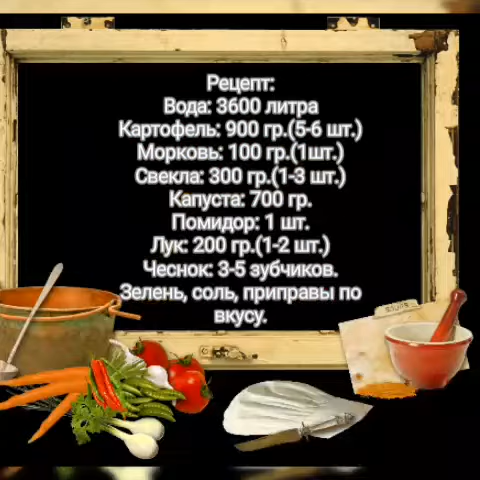 Рецепт:
Вода: 3600 литра
Картофель: 900 гр.(5-6 шт.)
Морковь: 100 гр.(1шт.)
Свекла: 300 гр.(1-3 шт.)
Капуста: 700 гр.
Помидор: 1 шт.
Лук: 200 гр.(1-2 шт.)
Чеснок: 3-5 зубчиков.
Зелень, соль, приправы по
вкусу.